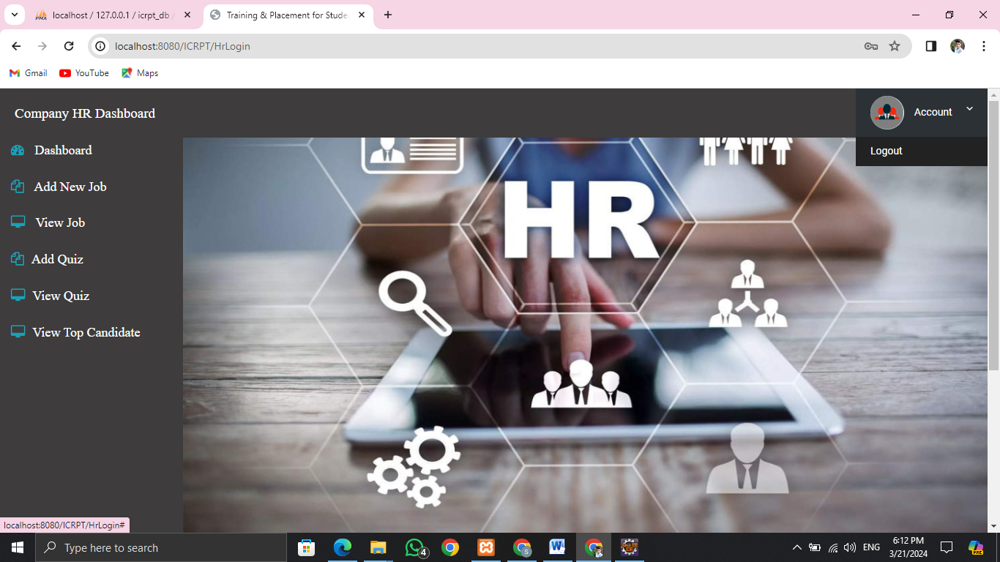 localhost / 127.0.0.1 / icrpt_db /
Training & Placement for Stude
localhost:8080/ICRPT/HrLogin
Gmail YouTube Maps
Company HR Dashboard
Account
Logout
Dashboard
Add New Job
View Job
Add Quiz
View Quiz
View Top Candidate
HR
localhost:8080/ICRPT/HrLogin#
Type here to search
4
S
ENG
6:12 PM
3/21/2024
PRE